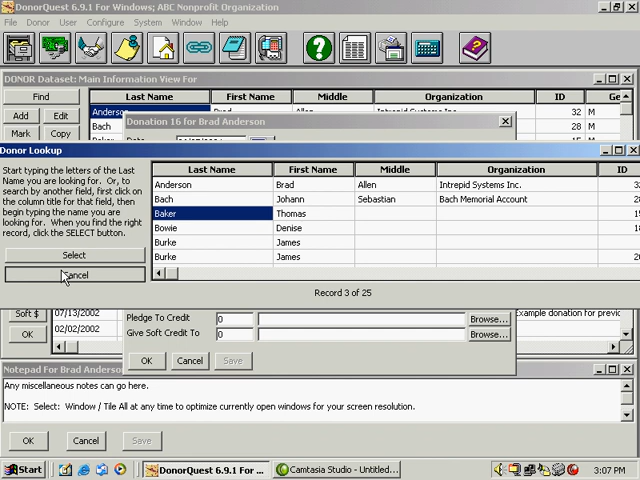 DonorQuest 6.9.1 For Windows; ABC Nonprofit Organization
File Donor User Configure System Window Help
DONOR Dataset: Main Information View For
Find
Add Edit
Mark Copy
Last Name First Name Middle Organization ID Ge
Anderson Brad Allen Intrepid Systems Inc. 32 M
Bach 28 M
Donation 16 for Brad Anderson
Donor Lookup
Start typing the letters of the Last
Name you are looking for. Or, to
search by another field, first click on
the column title for that field, then
begin typing the name you are
looking for. When you find the right
record, click the SELECT button.
Select
Cancel
Last Name First Name Middle Organization ID
Anderson Brad Allen Intrepid Systems Inc.
Bach Johann Sebastian Bach Memorial Account
Baker Thomas
Bowie Denise
Burke James
Burke James
Record 3 of 25
Soft $
OK
07/13/2002
02/02/2002
Pledge To Credit 0 Browse...
Give Soft Credit To 0 Browse...
OK Cancel Save
Example donation for previo
Notepad For Brad Anderson
Any miscellaneous notes can go here.
NOTE: Select: Window / Tile All at any time to optimize currently open windows for your screen resolution.
OK Cancel Save
Start
DonorQuest 6.9.1 For ...
Camtasia Studio - Untitled...
3:07 PM